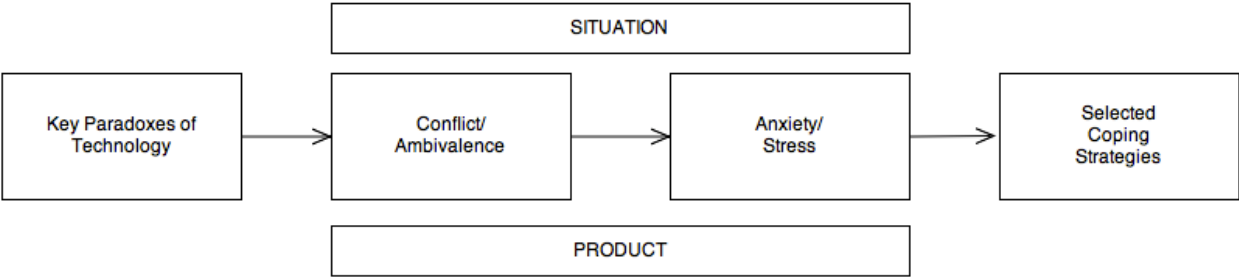 SITUATION
Key Paradoxes of
Technology
Conflict/
Ambivalence
Anxiety/
Stress
Selected
Coping
Strategies
PRODUCT